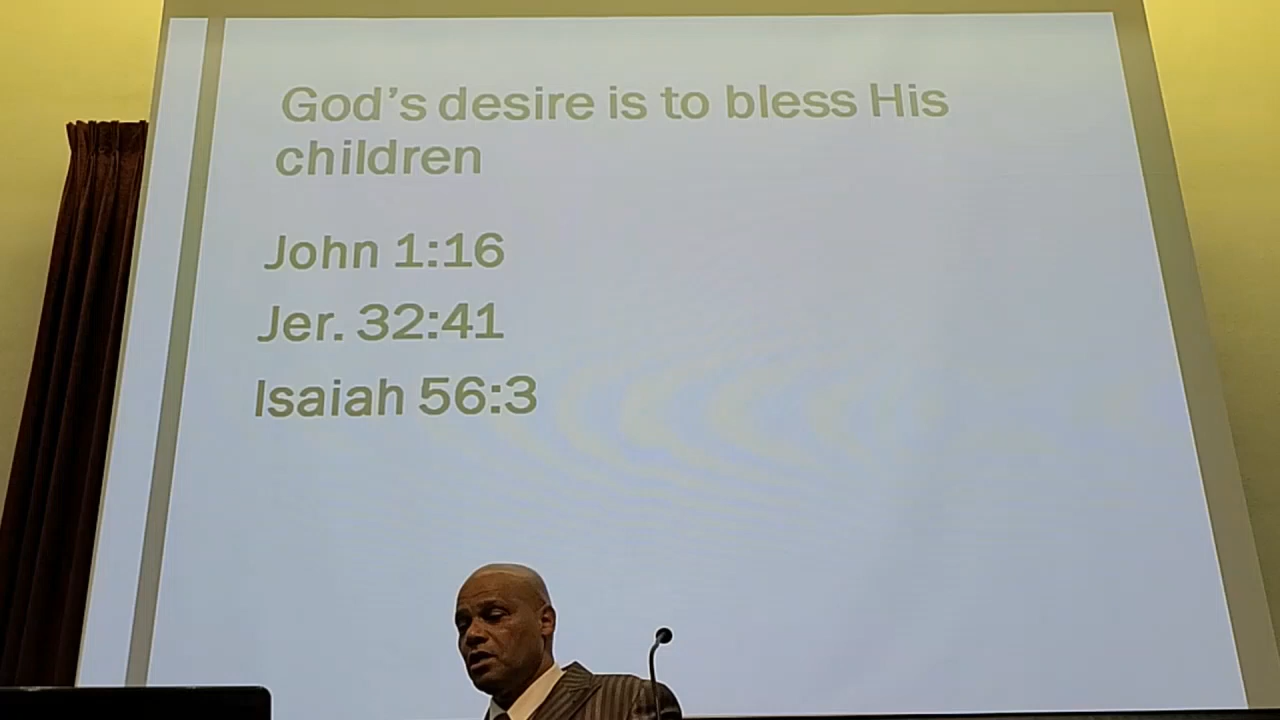 God's desire is to bless His
children
John 1:16
Jer. 32:41
Isaiah 56:3